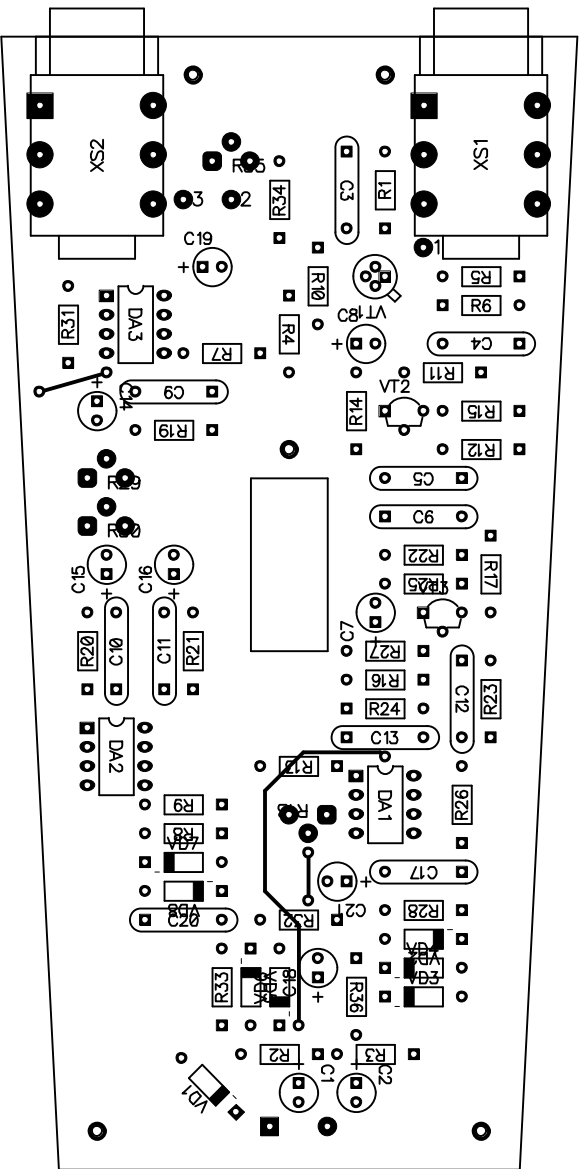 XS2
XS1
R35
3
2
R34
C3
R1
1
C19
R10
R5
R6
R31
DA3
R4
C8
VT1
C4
R7
R11
C14
C9
R14
VT2
R15
R19
R12
R29
C5
R30
C6
C15
C16
R22
R25
R17
VT3
C7
R20
C10
C11
R21
R27
R16
C12
R23
R24
C13
DA2
R13
DA1
R26
R9
R8
VD7
C17
VD8
C21
C20
R32
R28
R33
C18
R36
VD3
R2
R3
C1
C2
VD1